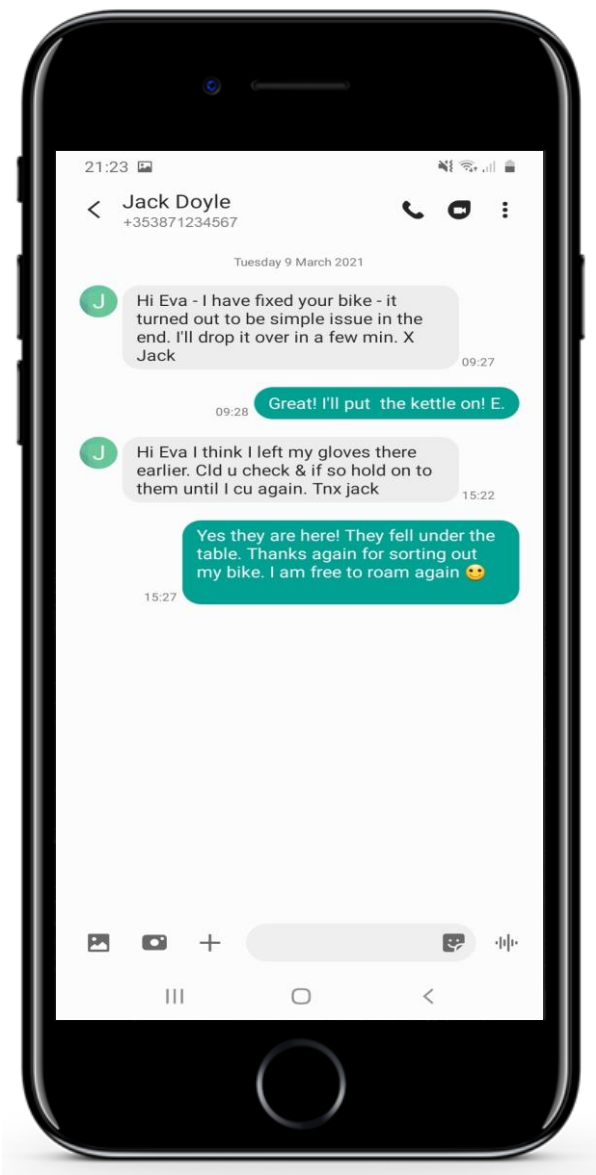 21:23
Jack Doyle
+353871234567
Tuesday 9 March 2021
J
Hi Eva - I have fixed your bike - it
turned out to be simple issue in the
end. I'll drop it over in a few min. X
Jack
09:27
Great! I'll put the kettle on! E.
09:28
J
Hi Eva I think I left my gloves there
earlier. Cld u check & if so hold on to
them until I cu again. Tnx jack
15:22
Yes they are here! They fell under the
table. Thanks again for sorting out
my bike. I am free to roam again 🙂
15:27